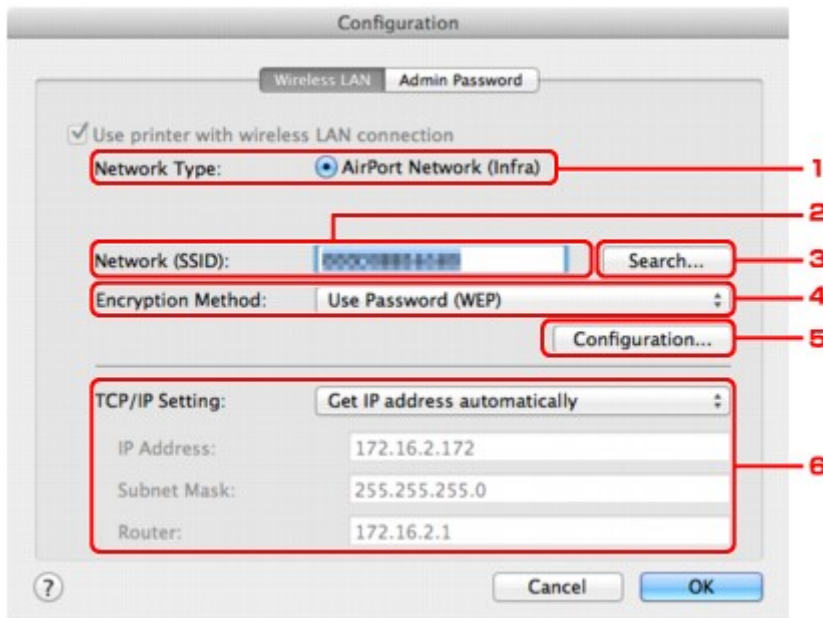 Configuration
Wireless LAN Admin Password
Use printer with wireless LAN connection
Network Type: AirPort Network (Infra) 1
2
Network (SSID): Search... 3
Encryption Method: Use Password (WEP) 4
Configuration... 5
TCP/IP Setting: Get IP address automatically
IP Address: 172.16.2.172
6
Subnet Mask: 255.255.255.0
Router: 172.16.2.1
? Cancel OK